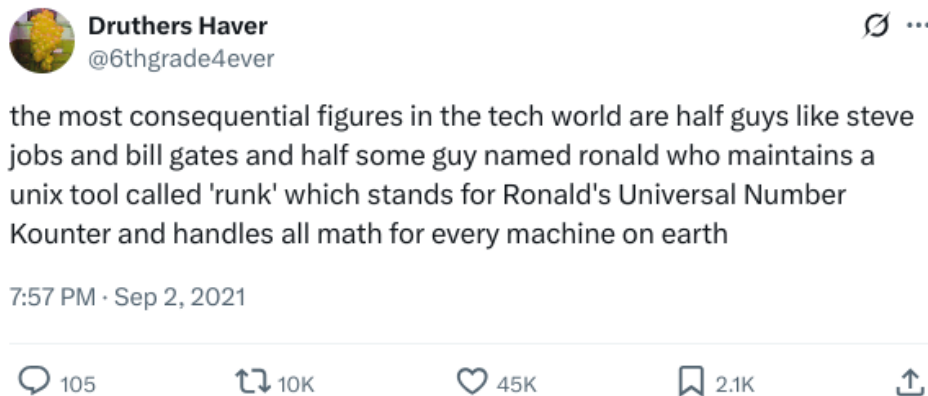 Druthers Haver
@6thgrade4ever
the most consequential figures in the tech world are half guys like steve
jobs and bill gates and half some guy named ronald who maintains a
unix tool called 'runk' which stands for Ronald's Universal Number
Kounter and handles all math for every machine on earth
7:57 PM · Sep 2, 2021
105 10K 45K 2.1K